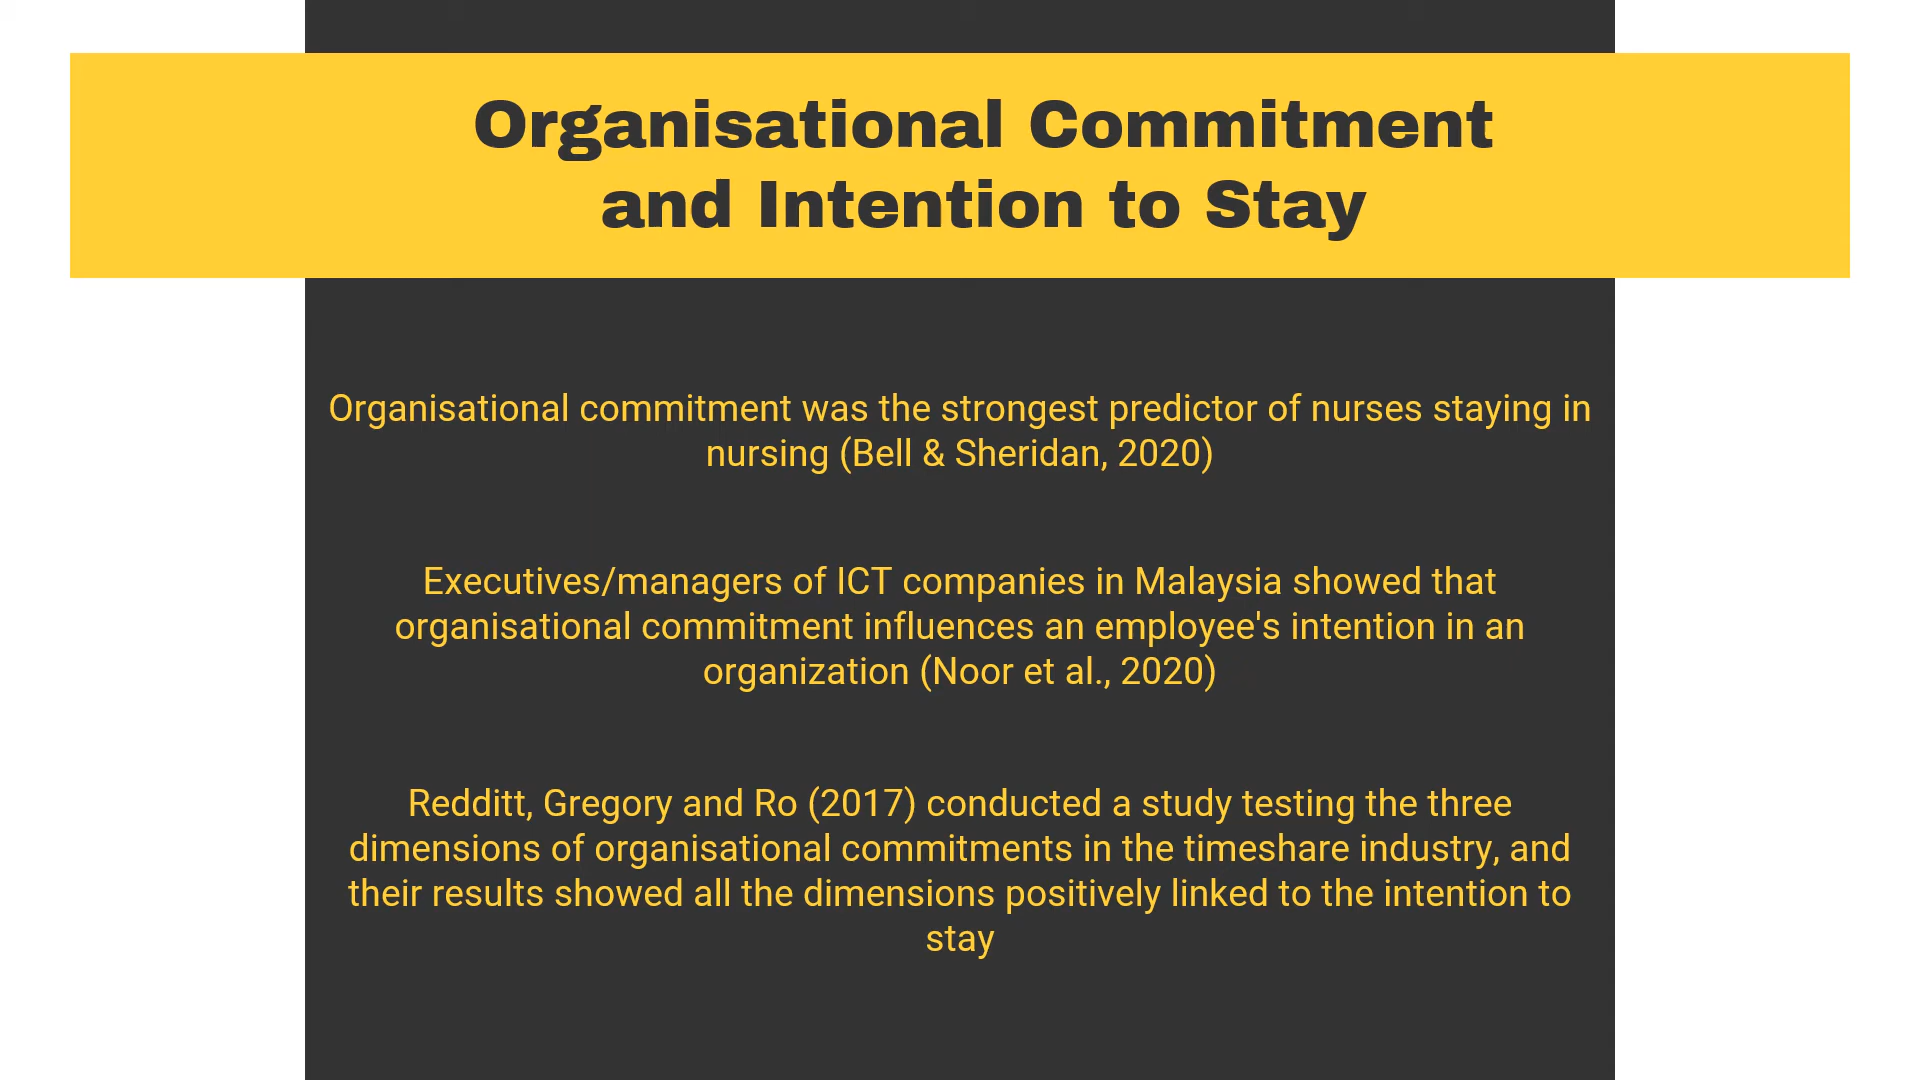 Organisational Commitment
and Intention to Stay
Organisational commitment was the strongest predictor of nurses staying in
nursing (Bell & Sheridan, 2020)
Executives/managers of ICT companies in Malaysia showed that
organisational commitment influences an employee's intention in an
organization (Noor et al., 2020)
Redditt, Gregory and Ro (2017) conducted a study testing the three
dimensions of organisational commitments in the timeshare industry, and
their results showed all the dimensions positively linked to the intention to
stay